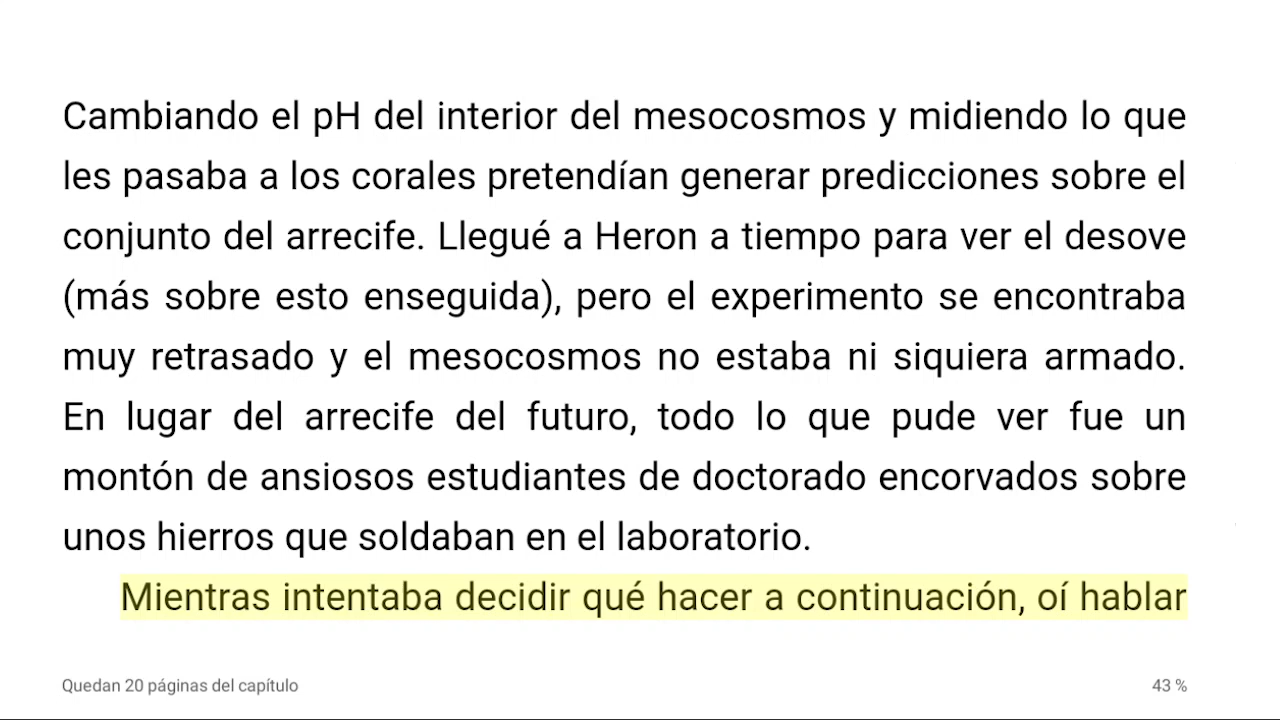 Cambiando el pH del interior del mesocosmos y midiendo lo que
les pasaba a los corales pretendían generar predicciones sobre el
conjunto del arrecife. Llegué a Heron a tiempo para ver el desove
(más sobre esto enseguida), pero el experimento se encontraba
muy retrasado y el mesocosmos no estaba ni siquiera armado.
En lugar del arrecife del futuro, todo lo que pude ver fue un
montón de ansiosos estudiantes de doctorado encorvados sobre
unos hierros que soldaban en el laboratorio.
Mientras intentaba decidir qué hacer a continuación, oí hablar
Quedan 20 páginas del capítulo
43 %